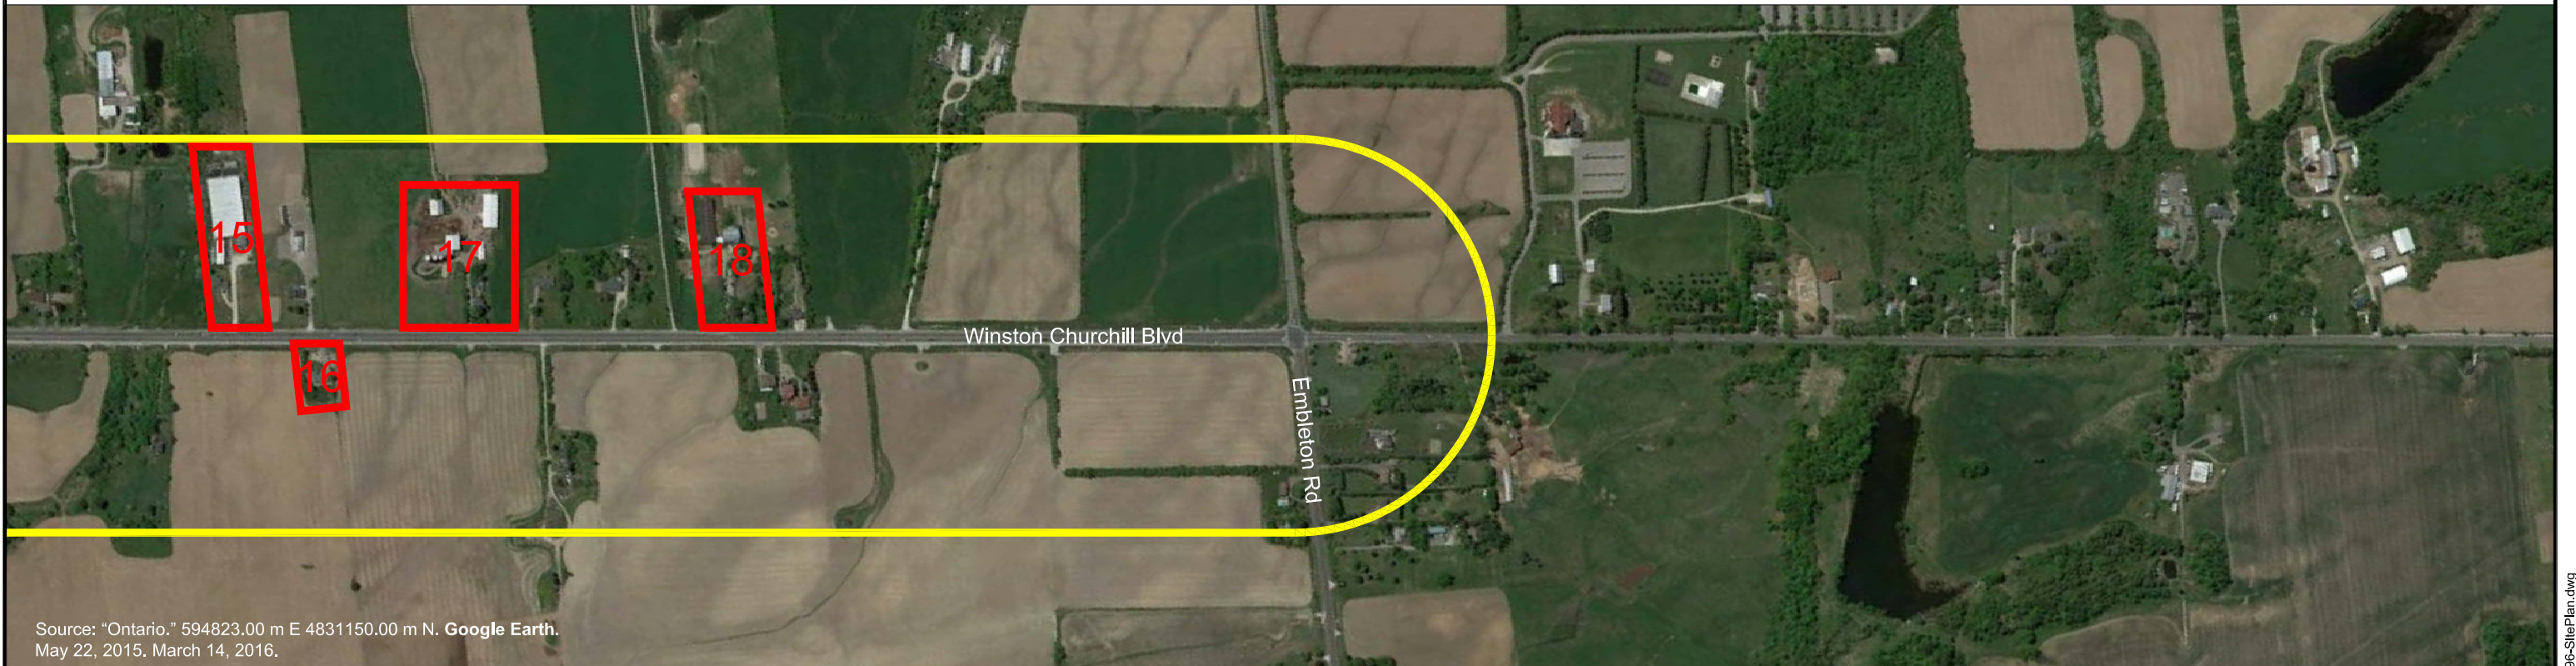 15
17
18
16
Winston Churchill Blvd
Embleton Rd
Source: “Ontario.” 594823.00 m E 4831150.00 m N. Google Earth.
May 22, 2015. March 14, 2016.
06-SitePlan.dwg